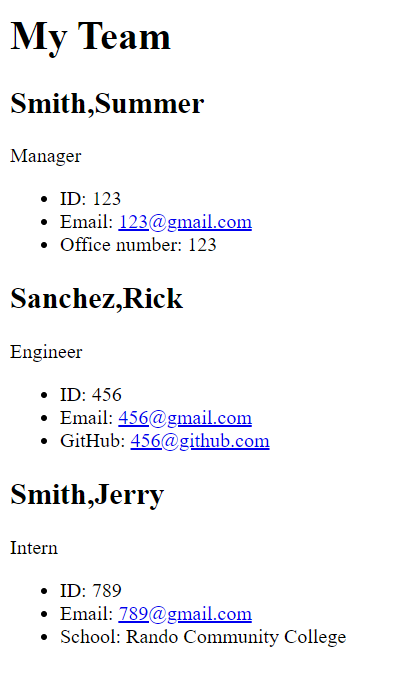 My Team
Smith,Summer
Manager
ID: 123
Email: 123@gmail.com
Office number: 123
Sanchez,Rick
Engineer
ID: 456
Email: 456@gmail.com
GitHub: 456@github.com
Smith,Jerry
Intern
ID: 789
Email: 789@gmail.com
School: Rando Community College